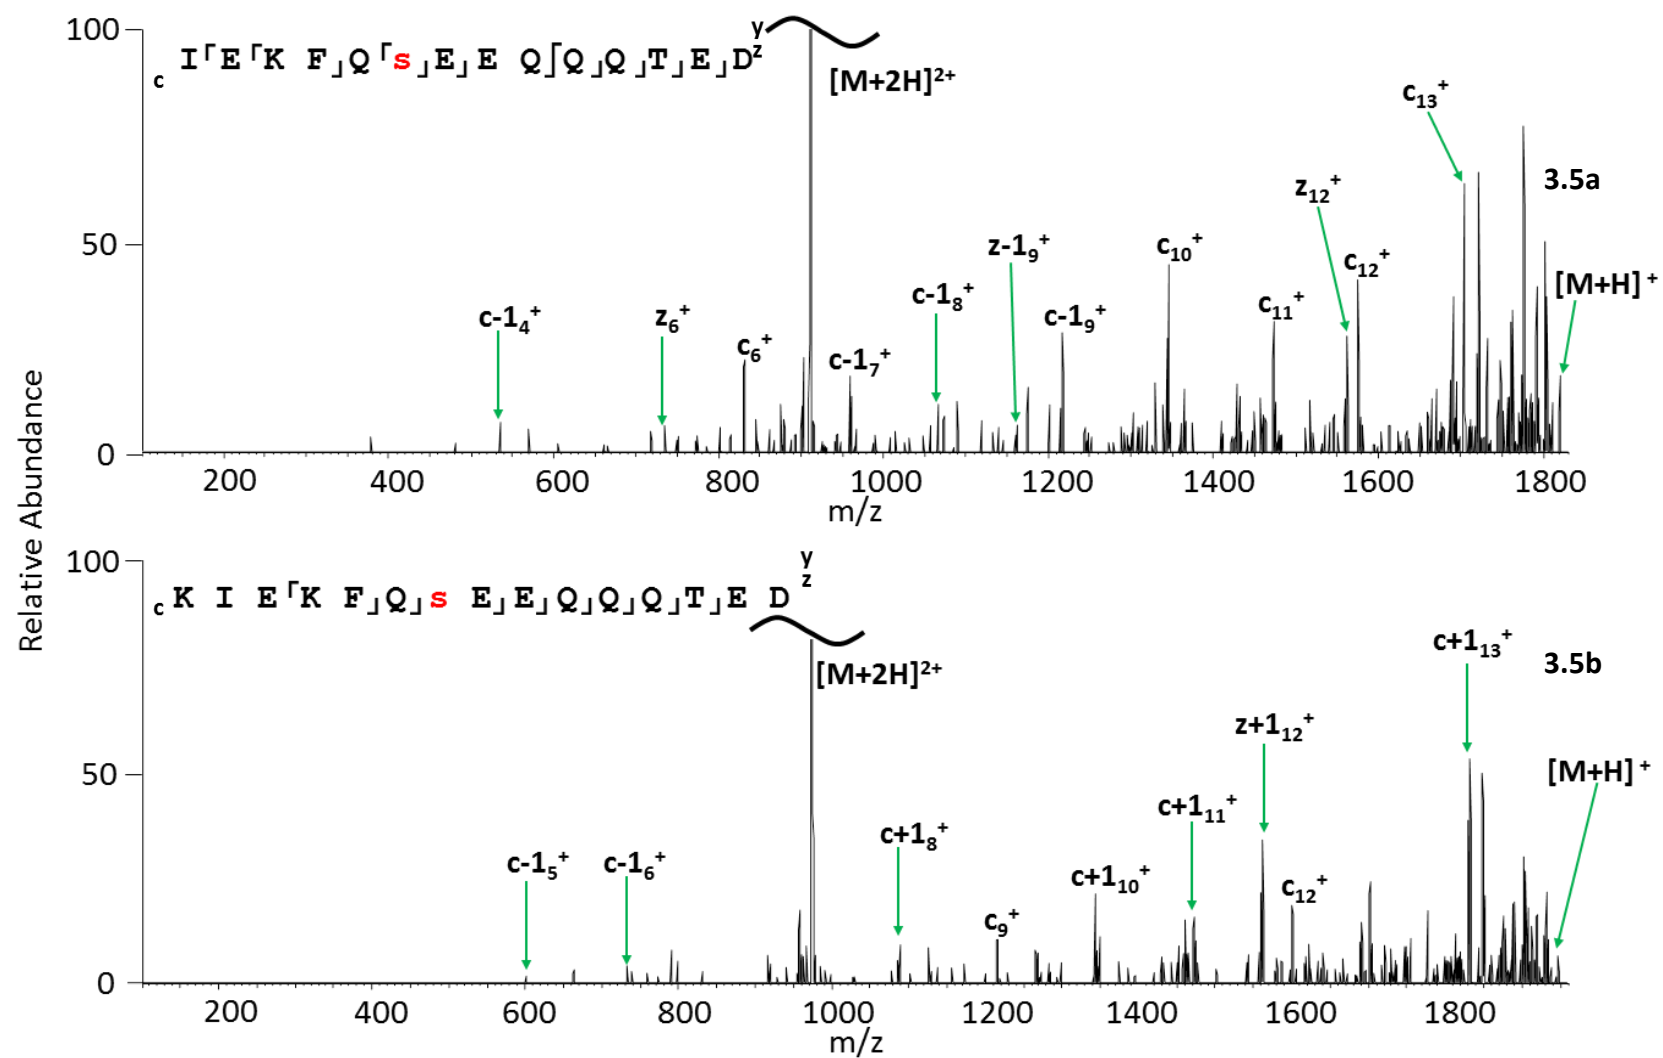 Relative Abundance
100
50
0
c I E K F Q s E E Q Q Q T E D y z
[M+2H]²⁺
c-1₄⁺
z₆⁺
c₆⁺
c-1₇⁺
c-1₈⁺
z-1₉⁺
c-1₉⁺
c₁₀⁺
c₁₁⁺
z₁₂⁺
c₁₂⁺
c₁₃⁺
3.5a
[M+H]⁺
200 400 600 800 1000 1200 1400 1600 1800
m/z
100
50
0
c K I E K F Q s E E Q Q Q T E D y z
[M+2H]²⁺
c-1₅⁺
c-1₆⁺
c+1₈⁺
c₉⁺
c+1₁₀⁺
c+1₁₁⁺
z+1₁₂⁺
c₁₂⁺
c+1₁₃⁺
3.5b
[M+H]⁺
200 400 600 800 1000 1200 1400 1600 1800
m/z